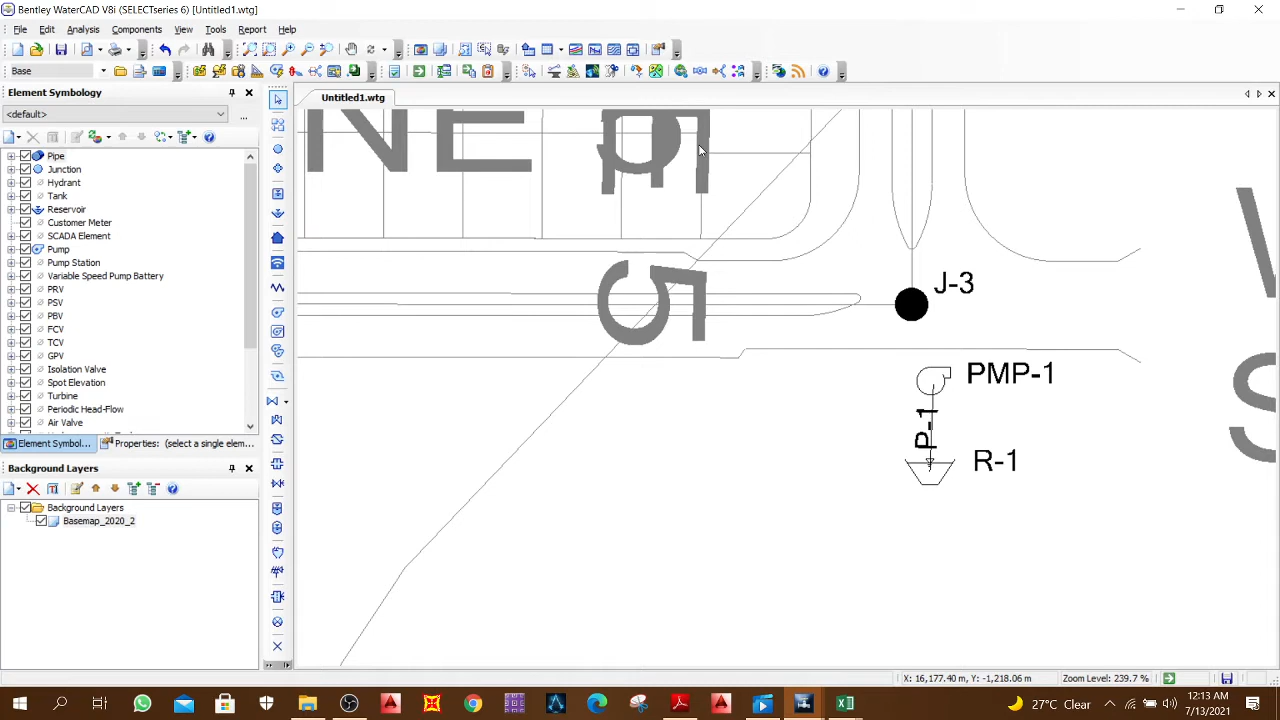 Bentley WaterCAD V8i (SELECTseries 6) [Untitled1.wtg]
File Edit Analysis Components View Tools Report Help
Base
Element Symbology
<default>
Pipe
Junction
Hydrant
Tank
Reservoir
Customer Meter
SCADA Element
Pump
Pump Station
Variable Speed Pump Battery
PRV
PSV
PBV
FCV
TCV
GPV
Isolation Valve
Spot Elevation
Turbine
Periodic Head-Flow
Air Valve
Element Symbol... Properties: (select a single elem...
Background Layers
Background Layers
Basemap_2020_2
Untitled1.wtg
NE
5
J-3
PMP-1
P-1
R-1
X: 16,177.40 m, Y: -1,218.06 m Zoom Level: 239.7 %
27°C Clear
12:13 AM
7/13/2021